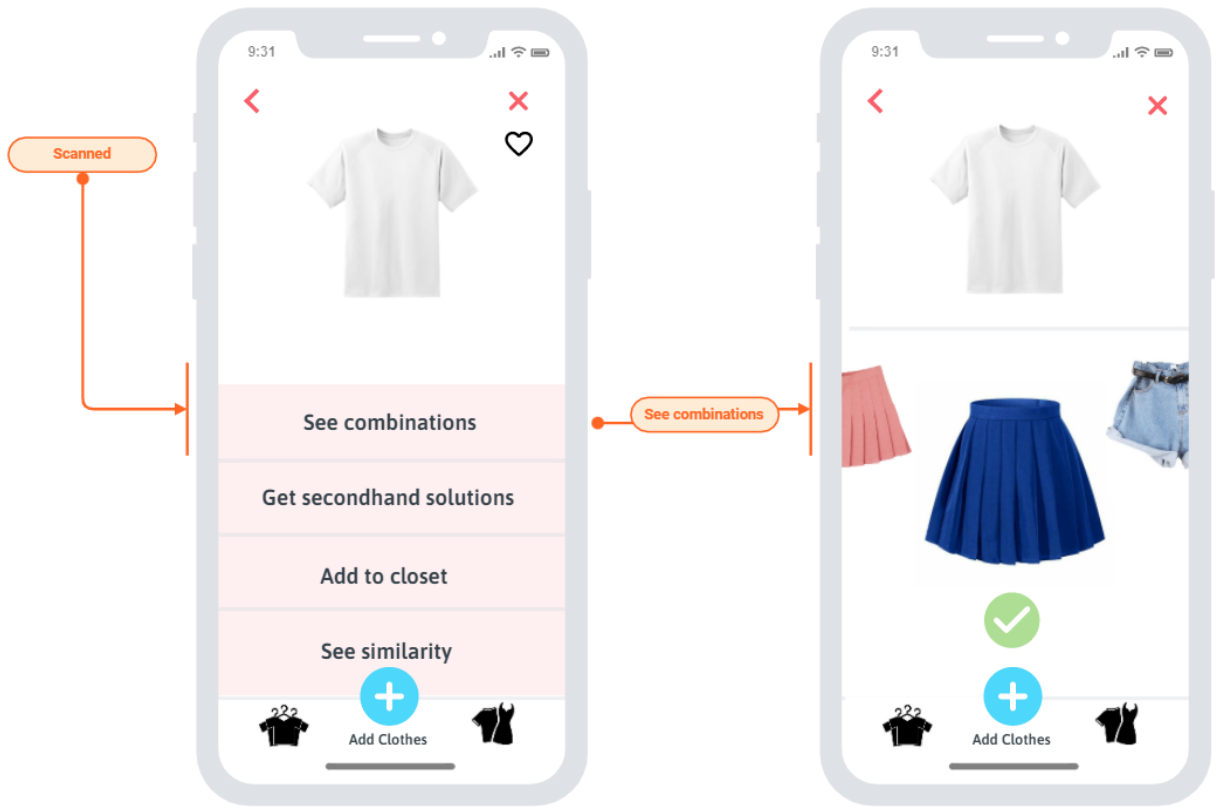 9:31
Scanned
See combinations
Get secondhand solutions
Add to closet
See similarity
Add Clothes
See combinations
9:31
Add Clothes